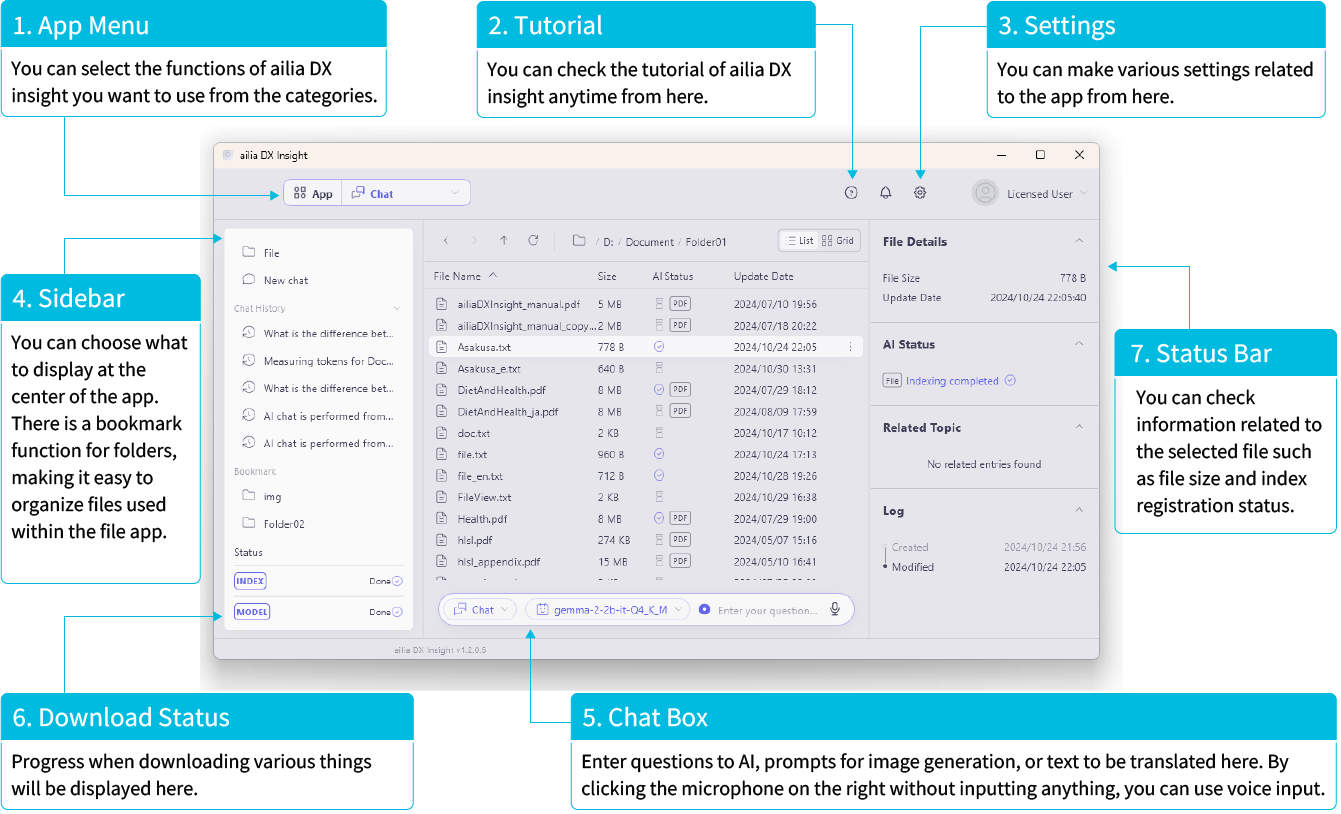 1. App Menu
You can select the functions of ailia DX
insight you want to use from the categories.
2. Tutorial
You can check the tutorial of ailia DX
insight anytime from here.
3. Settings
You can make various settings related
to the app from here.
ailia DX Insight
App
Chat
Licensed User
4. Sidebar
You can choose what
to display at the
center of the app.
There is a bookmark
function for folders,
making it easy to
organize files used
within the file app.
File
New chat
Chat History
What is the difference bet...
Measuring tokens for Doc...
What is the difference bet...
AI chat is performed from...
AI chat is performed from...
Bookmark
img
Folder02
Status
INDEX Done
MODEL Done
/ D: / Document / Folder01
List Grid
File Name Size AI Status Update Date
ailiaDXInsight_manual.pdf 5 MB PDF 2024/07/10 19:56
ailiaDXInsight_manual_copy... 2 MB PDF 2024/07/18 20:22
Asakusa.txt 778 B 2024/10/24 22:05
Asakusa_e.txt 640 B 2024/10/30 13:31
DietAndHealth.pdf 8 MB PDF 2024/07/29 18:12
DietAndHealth_ja.pdf 8 MB PDF 2024/08/09 17:59
doc.txt 2 KB 2024/10/17 10:12
file.txt 960 B 2024/10/24 17:13
file_en.txt 712 B 2024/10/28 19:26
FileView.txt 2 KB 2024/10/29 16:38
Health.pdf 8 MB PDF 2024/07/29 19:00
hlsl.pdf 274 KB PDF 2024/05/07 15:16
hlsl_appendix.pdf 15 MB PDF 2024/05/10 16:41
Chat
gemma-2-2b-it-Q4_K_M
Enter your question...
File Details
File Size 778 B
Update Date 2024/10/24 22:05:40
AI Status
File Indexing completed
Related Topic
No related entries found
Log
Created 2024/10/24 21:56
Modified 2024/10/24 22:05
ailia DX Insight v1.2.0.6
7. Status Bar
You can check
information related to
the selected file such
as file size and index
registration status.
6. Download Status
Progress when downloading various things
will be displayed here.
5. Chat Box
Enter questions to AI, prompts for image generation, or text to be translated here. By
clicking the microphone on the right without inputting anything, you can use voice input.